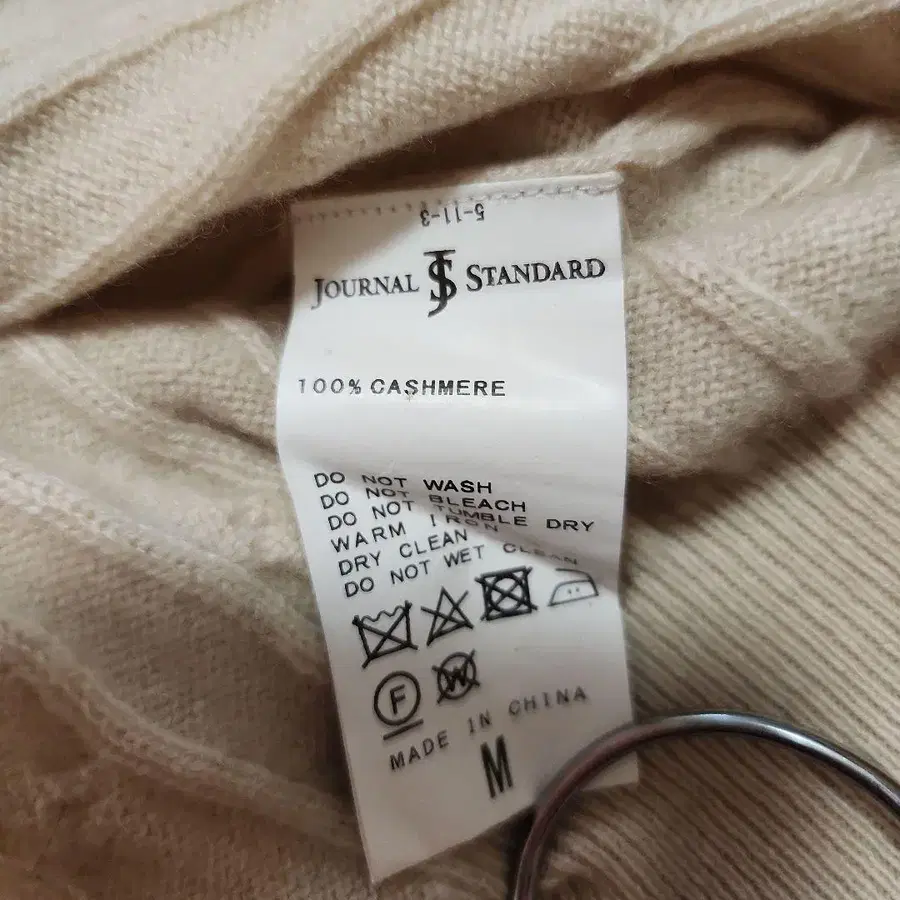 5-11-3
JOURNAL JS STANDARD
100% CASHMERE
DO NOT WASH
DO NOT BLEACH
DO NOT TUMBLE DRY
WARM IRON
DRY CLEAN
DO NOT WET CLEAN
F W
MADE IN CHINA
M